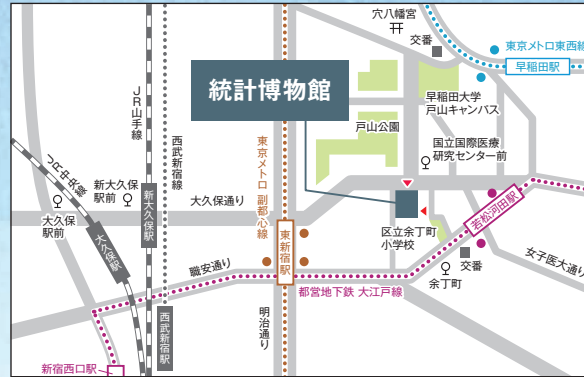 穴八幡宮
交番
東京メトロ東西線
早稲田駅
統計博物館
早稲田大学
戸山キャンパス
戸山公園
国立国際医療
研究センター前
JR山手線
西武新宿線
東京メトロ 副都心線
JR中央線
新大久保
駅前
大久保
駅前
新大久保駅
大久保通り
大久保駅
区立余丁町
小学校
若松河田駅
東新宿駅
職安通り
交番
女子医大通り
余丁町
都営地下鉄 大江戸線
明治通り
西武新宿駅
新宿西口駅